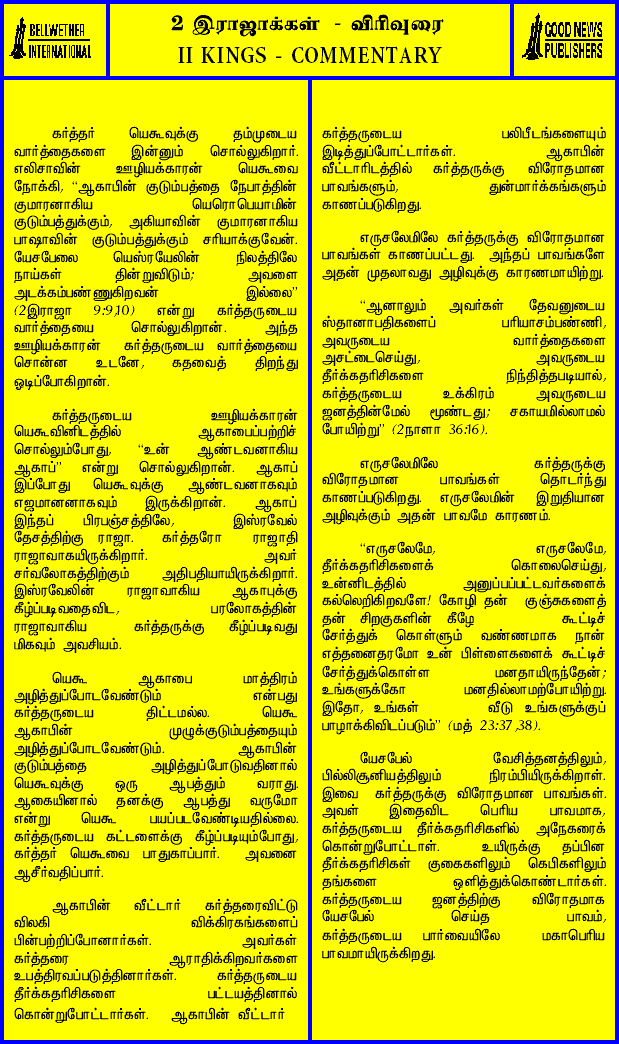 BELLWETHER
INTERNATIONAL
2 இராஜாக்கள் - விரிவுரை
II KINGS - COMMENTARY
GOOD NEWS
PUBLISHERS
கர்த்தர் யெகூவுக்கு தம்முடைய
வார்த்தைகளை இன்னும் சொல்லுகிறார்.
எலிசாவின் ஊழியக்காரன் யெகூவை
நோக்கி, “ஆகாபின் குடும்பத்தை நேபாத்தின்
குமாரனாகிய யெரொபெயாமின்
குடும்பத்துக்கும், அகியாவின் குமாரனாகிய
பாஷாவின் குடும்பத்துக்கும் சரியாக்குவேன்.
யேசபேலை யெஸ்ரயேலின் நிலத்திலே
நாய்கள் தின்றுவிடும்; அவளை
அடக்கம்பண்ணுகிறவன் இல்லை”
(2இராஜா 9:9,10) என்று கர்த்தருடைய
வார்த்தையை சொல்லுகிறான். அந்த
ஊழியக்காரன் கர்த்தருடைய வார்த்தையை
சொன்ன உடனே, கதவைத் திறந்து
ஓடிப்போகிறான்.
கர்த்தருடைய ஊழியக்காரன்
யெகூவினிடத்தில் ஆகாபைப்பற்றிச்
சொல்லும்போது, “உன் ஆண்டவனாகிய
ஆகாப்” என்று சொல்லுகிறான். ஆகாப்
இப்போது யெகூவுக்கு ஆண்டவனாகவும்
எஜமானனாகவும் இருக்கிறான். ஆகாப்
இந்தப் பிரபஞ்சத்திலே, இஸ்ரவேல்
தேசத்திற்கு ராஜா. கர்த்தரோ ராஜாதி
ராஜாவாகயிருக்கிறார். அவர்
சர்வலோகத்திற்கும் அதிபதியாயிருக்கிறார்.
இஸ்ரவேலின் ராஜாவாகிய ஆகாபுக்கு
கீழ்ப்படிவதைவிட, பரலோகத்தின்
ராஜாவாகிய கர்த்தருக்கு கீழ்ப்படிவது
மிகவும் அவசியம்.
யெகூ ஆகாபை மாத்திரம்
அழித்துப்போடவேண்டும் என்பது
கர்த்தருடைய திட்டமல்ல. யெகூ
ஆகாபின் முழுக்குடும்பத்தையும்
அழித்துப்போடவேண்டும். ஆகாபின்
குடும்பத்தை அழித்துப்போடுவதினால்
யெகூவுக்கு ஒரு ஆபத்தும் வராது.
ஆகையினால் தனக்கு ஆபத்து வருமோ
என்று யெகூ பயப்படவேண்டியதில்லை.
கர்த்தருடைய கட்டளைக்கு கீழ்ப்படியும்போது,
கர்த்தர் யெகூவை பாதுகாப்பார். அவனை
ஆசீர்வதிப்பார்.
ஆகாபின் வீட்டார் கர்த்தரைவிட்டு
விலகி விக்கிரகங்களைப்
பின்பற்றிப்போனார்கள். அவர்கள்
கர்த்தரை ஆராதிக்கிறவர்களை
உபத்திரவப்படுத்தினார்கள். கர்த்தருடைய
தீர்க்கதரிசிகளை பட்டயத்தினால்
கொன்றுபோட்டார்கள். ஆகாபின் வீட்டார்
கர்த்தருடைய பலிபீடங்களையும்
இடித்துப்போட்டார்கள். ஆகாபின்
வீட்டாரிடத்தில் கர்த்தருக்கு விரோதமான
பாவங்களும், துன்மார்க்கங்களும்
காணப்படுகிறது.
எருசலேமிலே கர்த்தருக்கு விரோதமான
பாவங்கள் காணப்பட்டது. அந்தப் பாவங்களே
அதன் முதலாவது அழிவுக்கு காரணமாயிற்று.
“ஆனாலும் அவர்கள் தேவனுடைய
ஸ்தானாபதிகளைப் பரியாசம்பண்ணி,
அவருடைய வார்த்தைகளை
அசட்டைசெய்து, அவருடைய
தீர்க்கதரிசிகளை நிந்தித்தபடியால்,
கர்த்தருடைய உக்கிரம் அவருடைய
ஜனத்தின்மேல் மூண்டது; சகாயமில்லாமல்
போயிற்று” (2நாளா 36:16).
எருசலேமிலே கர்த்தருக்கு
விரோதமான பாவங்கள் தொடர்ந்து
காணப்படுகிறது. எருசலேமின் இறுதியான
அழிவுக்கும் அதன் பாவமே காரணம்.
“எருசலேமே, எருசலேமே,
தீர்க்கதரிசிகளைக் கொலைசெய்து,
உன்னிடத்தில் அனுப்பப்பட்டவர்களைக்
கல்லெறிகிறவளே! கோழி தன் குஞ்சுகளைத்
தன் சிறகுகளின் கீழே கூட்டிச்
சேர்த்துக் கொள்ளும் வண்ணமாக நான்
எத்தனைதரமோ உன் பிள்ளைகளைக் கூட்டிச்
சேர்த்துக்கொள்ள மனதாயிருந்தேன்;
உங்களுக்கோ மனதில்லாமற்போயிற்று.
இதோ, உங்கள் வீடு உங்களுக்குப்
பாழாக்கிவிடப்படும்” (மத் 23:37,38).
யேசபேல் வேசித்தனத்திலும்,
பில்லிசூனியத்திலும் நிரம்பியிருக்கிறாள்.
இவை கர்த்தருக்கு விரோதமான பாவங்கள்.
அவள் இதைவிட பெரிய பாவமாக,
கர்த்தருடைய தீர்க்கதரிசிகளில் அநேகரைக்
கொன்றுபோட்டாள். உயிருக்கு தப்பின
தீர்க்கதரிசிகள் குகைகளிலும் கெபிகளிலும்
தங்களை ஒளித்துக்கொண்டார்கள்.
கர்த்தருடைய ஜனத்திற்கு விரோதமாக
யேசபேல் செய்த பாவம்,
கர்த்தருடைய பார்வையிலே மகாபெரிய
பாவமாயிருக்கிறது.